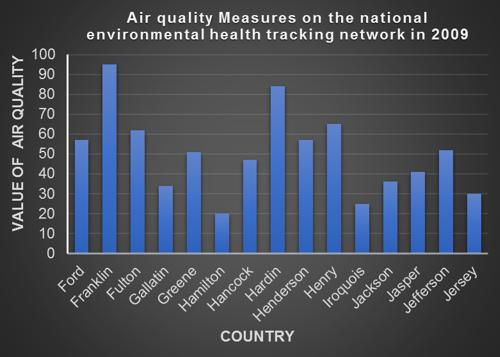 Air quality Measures on the national
environmental health tracking network in 2009
VALUE OF AIR QUALITY
100
90
80
70
60
50
40
30
20
10
0
Ford
Franklin
Fulton
Gallatin
Greene
Hamilton
Hancock
Hardin
Henderson
Henry
Iroquois
Jackson
Jasper
Jefferson
Jersey
COUNTRY